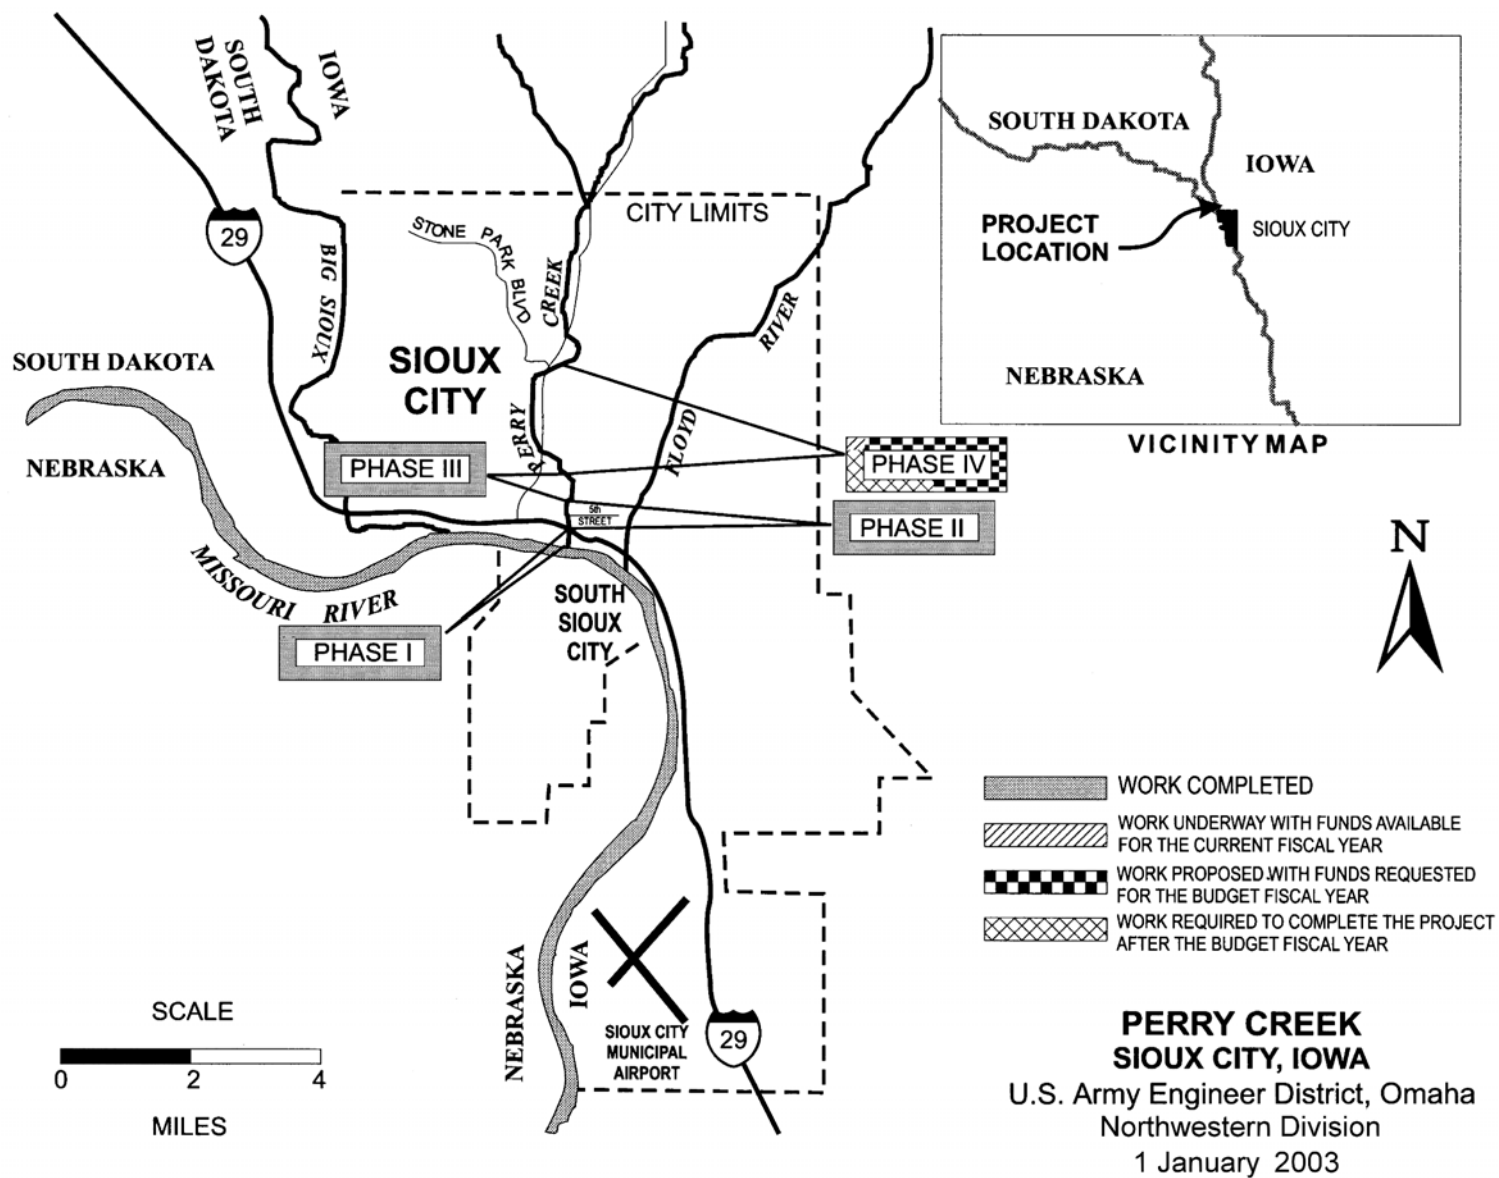 SOUTH
DAKOTA
IOWA
29
CITY LIMITS
STONE PARK BLVD
BIG SIOUX
CREEK
PERRY
RIVER
FLOYD
SIOUX
CITY
SOUTH DAKOTA
NEBRASKA
PHASE III
PHASE IV
PHASE II
5th
STREET
MISSOURI RIVER
PHASE I
SOUTH
SIOUX
CITY
SOUTH DAKOTA
IOWA
PROJECT
LOCATION
SIOUX CITY
NEBRASKA
VICINITY MAP
N
WORK COMPLETED
WORK UNDERWAY WITH FUNDS AVAILABLE
FOR THE CURRENT FISCAL YEAR
WORK PROPOSED WITH FUNDS REQUESTED
FOR THE BUDGET FISCAL YEAR
WORK REQUIRED TO COMPLETE THE PROJECT
AFTER THE BUDGET FISCAL YEAR
NEBRASKA
IOWA
SIOUX CITY
MUNICIPAL
AIRPORT
29
SCALE
0 2 4
MILES
PERRY CREEK
SIOUX CITY, IOWA
U.S. Army Engineer District, Omaha
Northwestern Division
1 January 2003